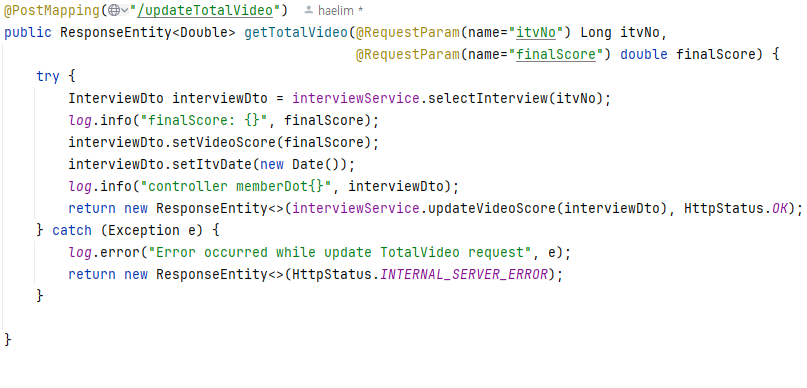 @PostMapping("/updateTotalVideo") haelim *
public ResponseEntity<Double> getTotalVideo(@RequestParam(name="itvNo") Long itvNo,
@RequestParam(name="finalScore") double finalScore) {
try {
InterviewDto interviewDto = interviewService.selectInterview(itvNo);
log.info("finalScore: {}", finalScore);
interviewDto.setVideoScore(finalScore);
interviewDto.setItvDate(new Date());
log.info("controller memberDot{}", interviewDto);
return new ResponseEntity<>(interviewService.updateVideoScore(interviewDto), HttpStatus.OK);
} catch (Exception e) {
log.error("Error occurred while update TotalVideo request", e);
return new ResponseEntity<>(HttpStatus.INTERNAL_SERVER_ERROR);
}
}